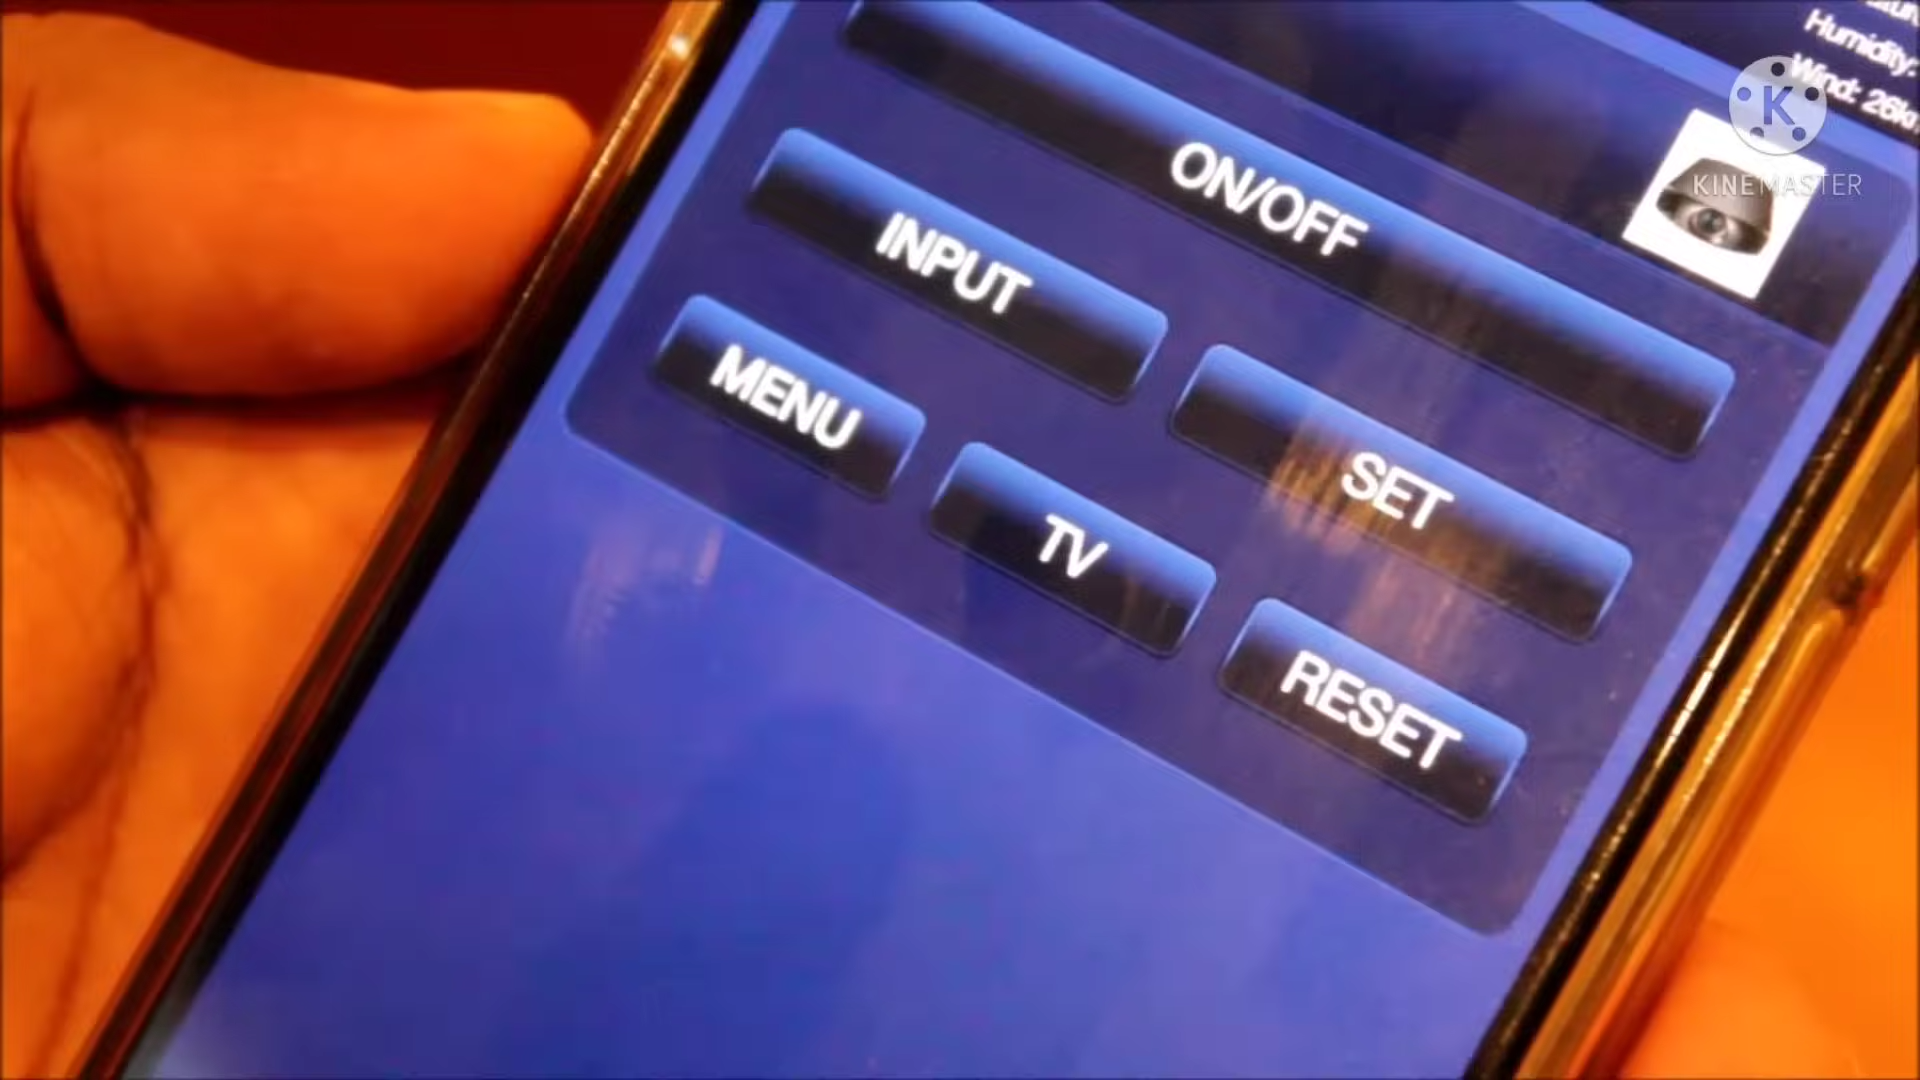 Humidity:
Wind: 26k
K
KINEMASTER
ON/OFF
INPUT
SET
MENU
TV
RESET